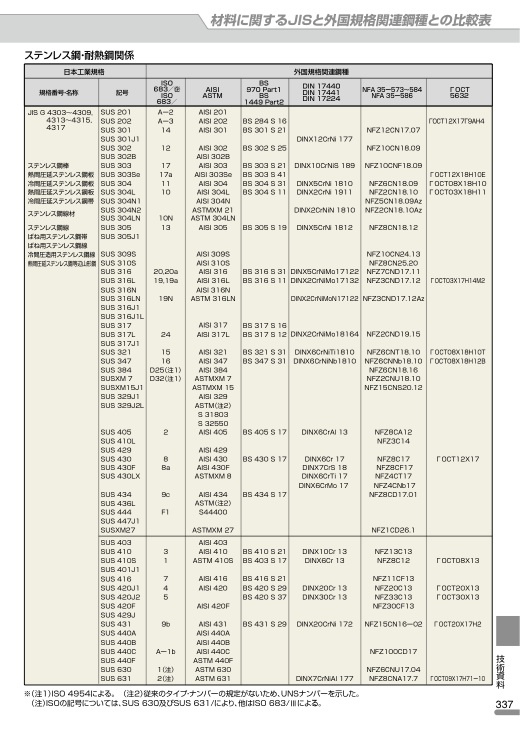 材料に関するJISと外国規格関連鋼種との比較表
ステンレス鋼・耐熱鋼関係
日本工業規格 外国規格関連鋼種
規格番号・名称 記号 ISO 683/ⅩⅢ ISO 683/ AISI ASTM BS 970 Part1 BS 1449 Part2 DIN 17440 DIN 17441 DIN 17224 NFA 35-573~584 NFA 35-586 ГОСТ 5632
JIS G 4303~4309, SUS 201 A-2 AISI 201
4313~4315, SUS 202 A-3 AISI 202 BS 284 S 16 ГOCT12X17Г9AH4
4317 SUS 301 14 AISI 301 BS 301 S 21 NFZ12CN17.07
SUS 301J1 DINX12CrNi 177
SUS 302 12 AISI 302 BS 302 S 25 NFZ10CN18.09
SUS 302B AISI 302B
ステンレス鋼棒 SUS 303 17 AISI 303 BS 303 S 21 DINX10CrNiS 189 NFZ10CNF18.09
熱間圧延ステンレス鋼板 SUS 303Se 17a AISI 303Se BS 303 S 41 ГOCT12X18H10E
冷間圧延ステンレス鋼板 SUS 304 11 AISI 304 BS 304 S 31 DINX5CrNi 1810 NFZ6CN18.09 ГOCT08X18H10
熱間圧延ステンレス鋼帯 SUS 304L 10 AISI 304L BS 304 S 11 DINX2CrNi 1911 NFZ2CN18.10 ГOCT03X18H11
冷間圧延ステンレス鋼帯 SUS 304N1 AISI 304N NFZ5CN18.09Az
ステンレス鋼線材 SUS 304N2 ASTMXM 21 DINX2CrNiN 1810 NFZ2CN18.10Az
SUS 304LN 10N ASTM 304LN
ステンレス鋼線 SUS 305 13 AISI 305 BS 305 S 19 DINX5CrNi 1812 NFZ8CN18.12
ばね用ステンレス鋼帯 SUS 305J1
ばね用ステンレス鋼線
冷間圧造用ステンレス鋼線 SUS 309S AISI 309S NFZ10CN24.13
熱間圧延ステンレス鋼等辺山形鋼 SUS 310S AISI 310S NFZ8CN25.20
SUS 316 20,20a AISI 316 BS 316 S 31 DINX5CrNiMo17122 NFZ7CND17.11
SUS 316L 19,19a AISI 316L BS 316 S 11 DINX2CrNiMo17132 NFZ3CND17.12 ГOCT03X17H14M2
SUS 316N AISI 316N
SUS 316LN 19N ASTM 316LN DINX2CrNiMoN17122 NFZ3CND17.12Az
SUS 316J1
SUS 316J1L
SUS 317 AISI 317 BS 317 S 16
SUS 317L 24 AISI 317L BS 317 S 12 DINX2CrNiMo18164 NFZ2CND19.15
SUS 317J1
SUS 321 15 AISI 321 BS 321 S 31 DINX6CrNiTi1810 NFZ6CNT18.10 ГOCT08X18H10T
SUS 347 16 AISI 347 BS 347 S 31 DINX6CrNiNb1810 NFZ6CNNb18.10 ГOCT08X18H12B
SUS 384 D25(注1) AISI 384 NFZ6CN18.16
SUSXM 7 D32(注1) ASTMXM 7 NFZ2CNU18.10
SUSXM15J1 ASTMXM 15 NFZ15CNS20.12
SUS 329J1 AISI 329
SUS 329J2L ASTM(注2)
S 31803
S 32550
SUS 405 2 AISI 405 BS 405 S 17 DINX6CrAl 13 NFZ8CA12
SUS 410L NFZ3C14
SUS 429 AISI 429
SUS 430 8 AISI 430 BS 430 S 17 DINX6Cr 17 NFZ8C17 ГOCT12X17
SUS 430F 8a AISI 430F DINX7CrS 18 NFZ8CF17
SUS 430LX ASTMXM 8 DINX6CrTi 17 NFZ4CT17
DINX6CrMo 17 NFZ4CNb17
SUS 434 9c AISI 434 BS 434 S 17 NFZ8CD17.01
SUS 436L ASTM(注2)
SUS 444 F1 S44400
SUS 447J1
SUSXM27 ASTMXM 27 NFZ1CD26.1
SUS 403 AISI 403
SUS 410 3 AISI 410 BS 410 S 21 DINX10Cr 13 NFZ13C13
SUS 410S 1 ASTM 410S BS 403 S 17 DINX6Cr 13 NFZ8C12 ГOCT08X13
SUS 401J1
SUS 416 7 AISI 416 BS 416 S 21 NFZ11CF13
SUS 420J1 4 AISI 420 BS 420 S 29 DINX20Cr 13 NFZ20C13 ГOCT20X13
SUS 420J2 5 BS 420 S 37 DINX30Cr 13 NFZ33C13 ГOCT30X13
SUS 420F AISI 420F NFZ30CF13
SUS 429J
SUS 431 9b AISI 431 BS 431 S 29 DINX20CrNi 172 NFZ15CN16-02 ГOCT20X17H2
SUS 440A AISI 440A
SUS 440B AISI 440B
SUS 440C A-1b AISI 440C NFZ100CD17
SUS 440F ASTM 440F
SUS 630 1(注) ASTM 630 NFZ6CNU17.04
SUS 631 2(注) ASTM 631 DINX7CrNiAl 177 NFZ8CNA17.7 ГOCT09X17H71-10
※(注1)ISO 4954による。 (注2)従来のタイプ・ナンバーの規定がないため、UNSナンバーを示した。
(注)ISOの記号については、SUS 630及びSUS 631/により、他はISO 683/ⅩⅢによる。
技術資料
337